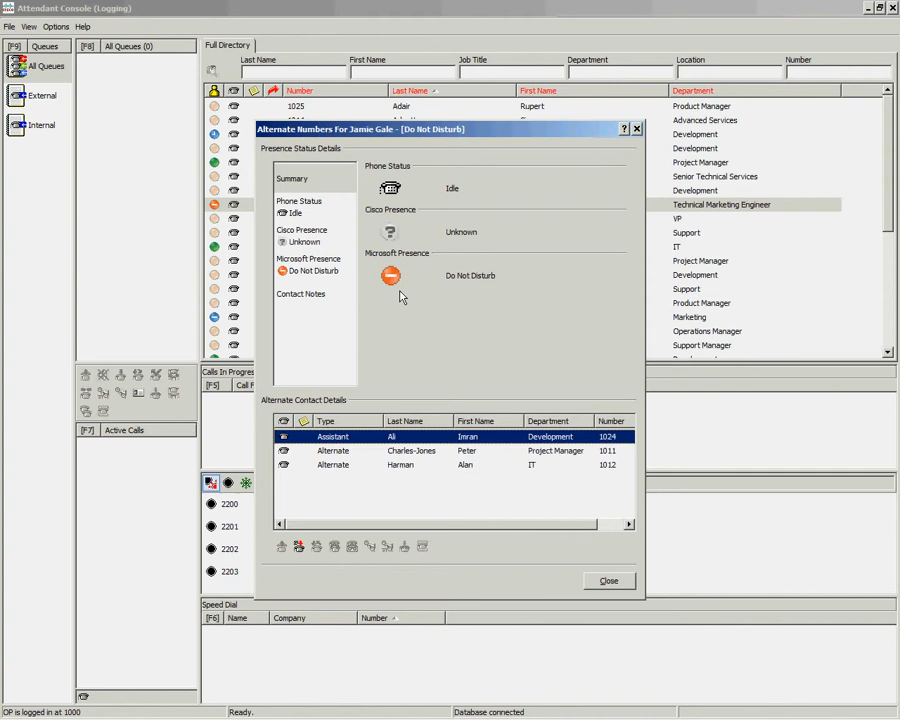 Attendant Console (Logging)
File View Options Help
[F9] Queues
All Queues
External
Internal
[F8] All Queues (0)
Full Directory
Last Name First Name Job Title Department Location Number
Number Last Name First Name Department
1025 Adair Rupert Product Manager
Advanced Services
Development
Development
Project Manager
Senior Technical Services
Development
Technical Marketing Engineer
VP
Support
IT
Project Manager
Development
Support
Product Manager
Marketing
Operations Manager
Support Manager
Alternate Numbers For Jamie Gale - [Do Not Disturb]
Presence Status Details
Summary
Phone Status
Idle
Cisco Presence
Unknown
Microsoft Presence
Do Not Disturb
Contact Notes
Phone Status
Idle
Cisco Presence
Unknown
Microsoft Presence
Do Not Disturb
Alternate Contact Details
Type Last Name First Name Department Number
Assistant Ali Imran Development 1024
Alternate Charles-Jones Peter Project Manager 1011
Alternate Harman Alan IT 1012
Close
Calls In Progress
[F5] Call
[F7] Active Calls
2200
2201
2202
2203
Speed Dial
[F6] Name Company Number
OP is logged in at 1000 Ready. Database connected